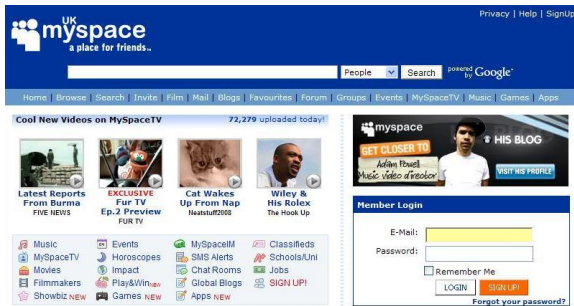 Privacy | Help | SignUp
UK
myspace
a place for friends..
People
Search
powered by Google
Home | Browse | Search | Invite | Film | Mail | Blogs | Favourites | Forum | Groups | Events | MySpaceTV | Music | Games | Apps
Cool New Videos on MySpaceTV
72,279 uploaded today!
Latest Reports
From Burma
FIVE NEWS
EXCLUSIVE
Fur TV
Ep.2 Preview
FUR TV
Cat Wakes
Up From Nap
Neatstuff2008
Wiley &
His Rolex
The Hook Up
Music
Events
MySpaceIM
Classifieds
MySpaceTV
Horoscopes
SMS Alerts
Schools/Uni
Movies
Impact
Chat Rooms
Jobs
Filmmakers
Play&Win NEW
Global Blogs
SIGN UP!
Showbiz NEW
Games NEW
Apps NEW
myspace
GET CLOSER TO
Adam Powell
Music video director
HIS BLOG
VISIT HIS PROFILE
Member Login
E-Mail:
Password:
Remember Me
LOGIN
SIGN UP!
Forgot your password?